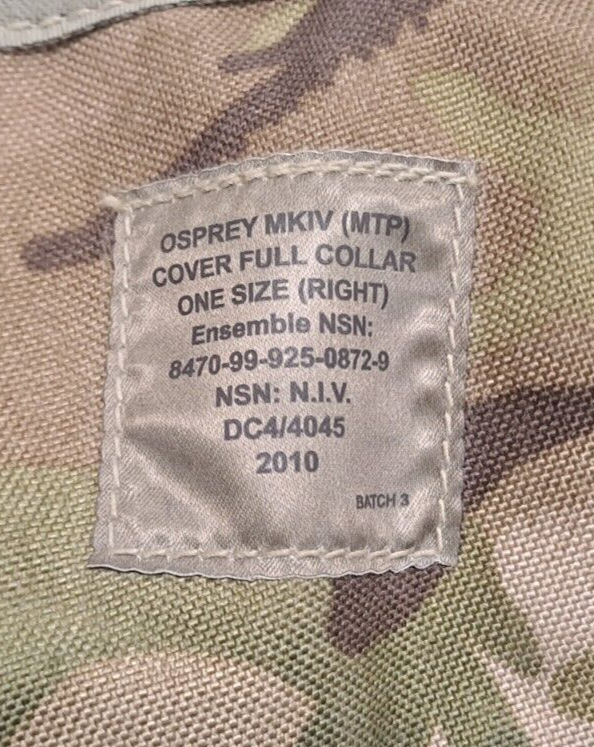 OSPREY MKIV (MTP)
COVER FULL COLLAR
ONE SIZE (RIGHT)
Ensemble NSN:
8470-99-925-0872-9
NSN: N.I.V.
DC4/4045
2010
BATCH 3